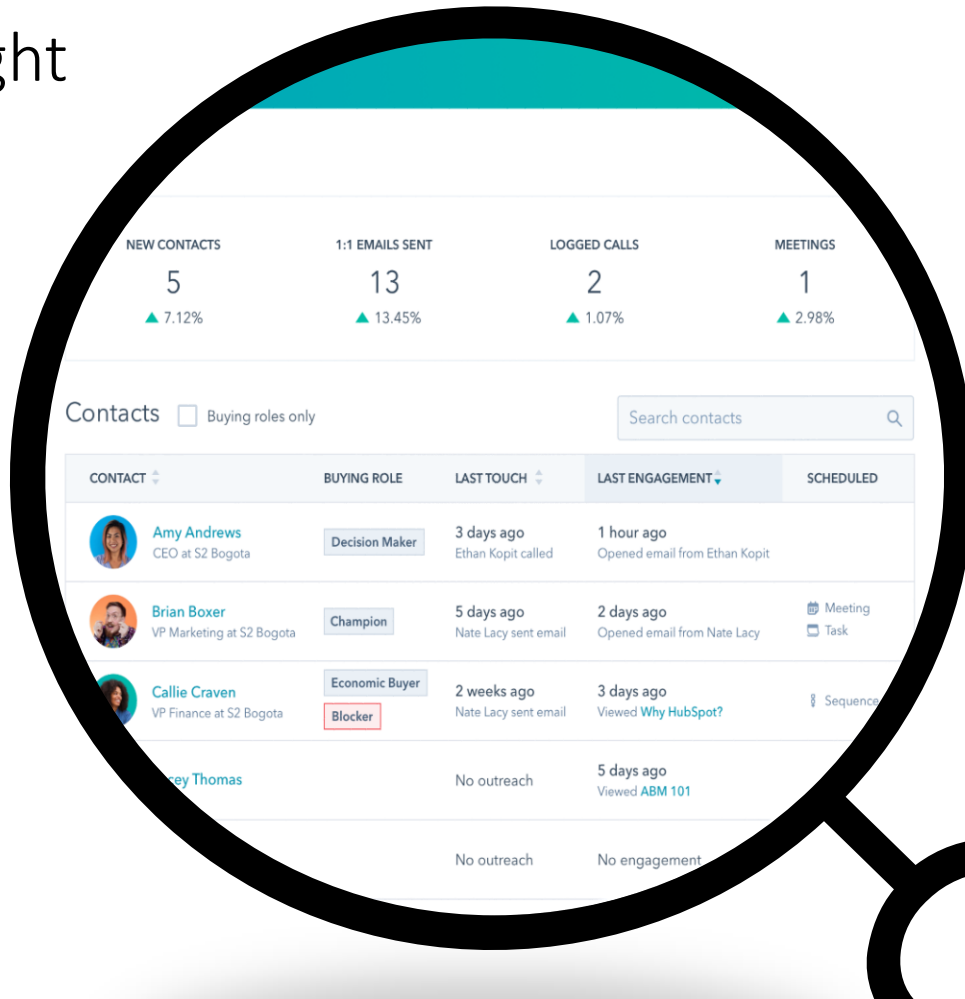 NEW CONTACTS 1:1 EMAILS SENT LOGGED CALLS MEETINGS
5 13 2 1
▲ 7.12% ▲ 13.45% ▲ 1.07% ▲ 2.98%
Contacts Buying roles only Search contacts
CONTACT BUYING ROLE LAST TOUCH LAST ENGAGEMENT SCHEDULED
Amy Andrews Decision Maker 3 days ago 1 hour ago
CEO at S2 Bogota Ethan Kopit called Opened email from Ethan Kopit
Brian Boxer Champion 5 days ago 2 days ago Meeting
VP Marketing at S2 Bogota Nate Lacy sent email Opened email from Nate Lacy Task
Callie Craven Economic Buyer 2 weeks ago 3 days ago Sequence
VP Finance at S2 Bogota Blocker Nate Lacy sent email Viewed Why HubSpot?
Thomas No outreach 5 days ago
Viewed ABM 101
No outreach No engagement